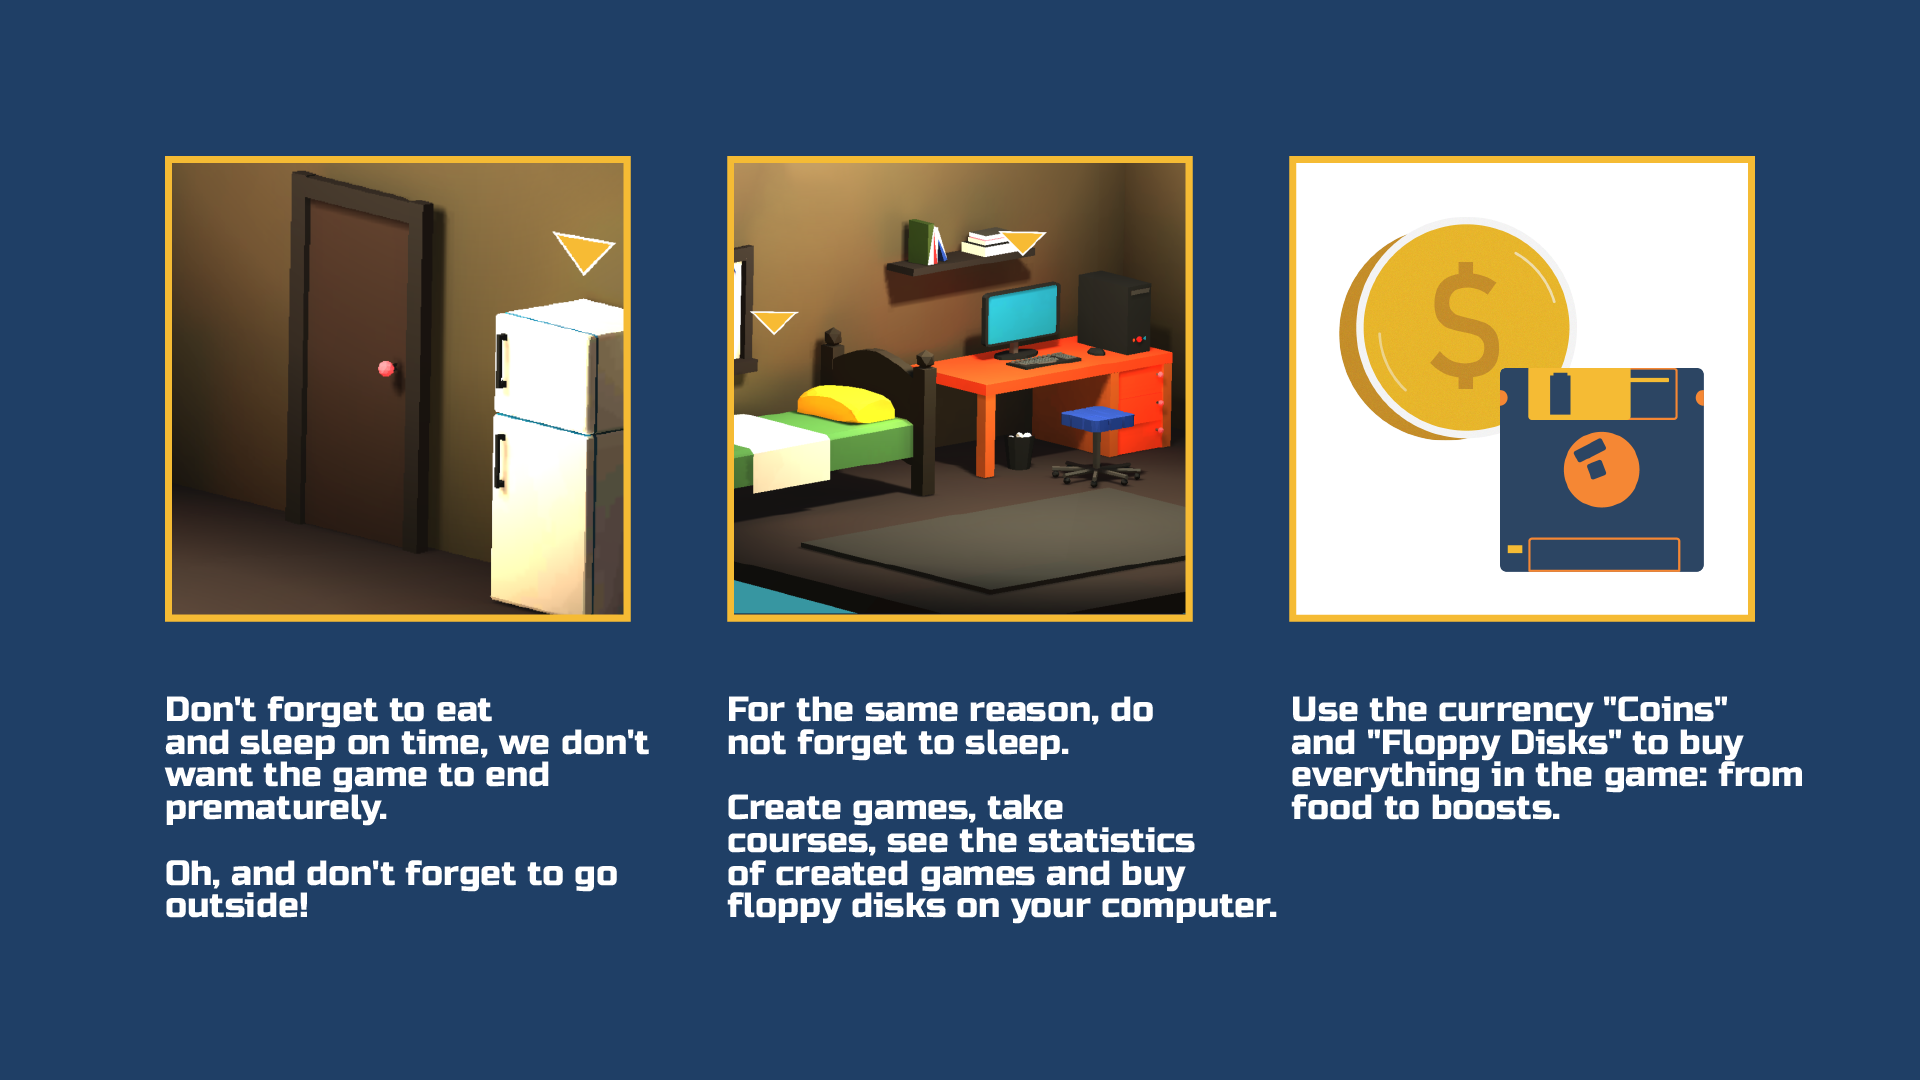 Don't forget to eat
and sleep on time, we don't
want the game to end
prematurely.
Oh, and don't forget to go
outside!
For the same reason, do
not forget to sleep.
Create games, take
courses, see the statistics
of created games and buy
floppy disks on your computer.
Use the currency "Coins"
and "Floppy Disks" to buy
everything in the game: from
food to boosts.